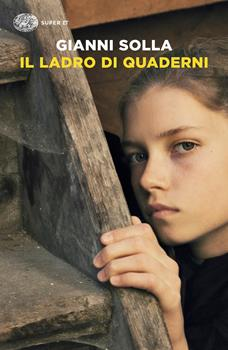 SUPER ET
GIANNI SOLLA
IL LADRO DI QUADERNI